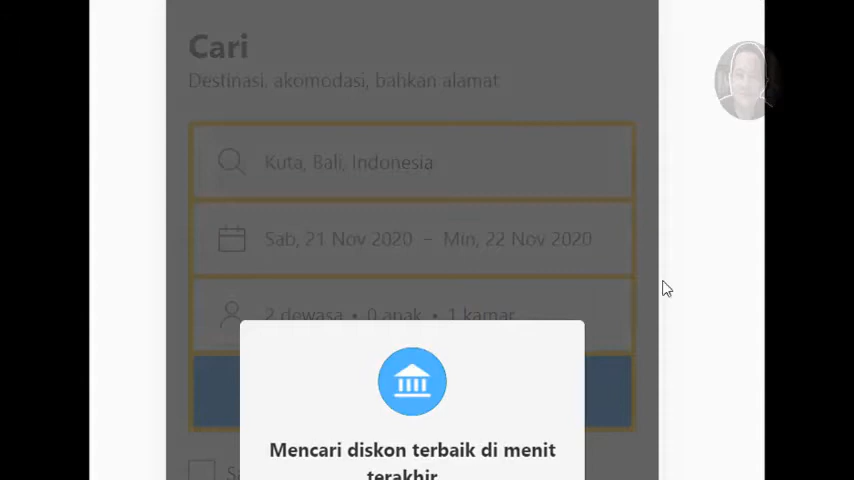 Cari
Destinasi. akomodasi, bahkan alamat
Kuta, Bali, Indonesia
Sab, 21 Nov 2020 – Min, 22 Nov 2020
2 dewasa • 0 anak • 1 kamar
Mencari diskon terbaik di menit
terakhir